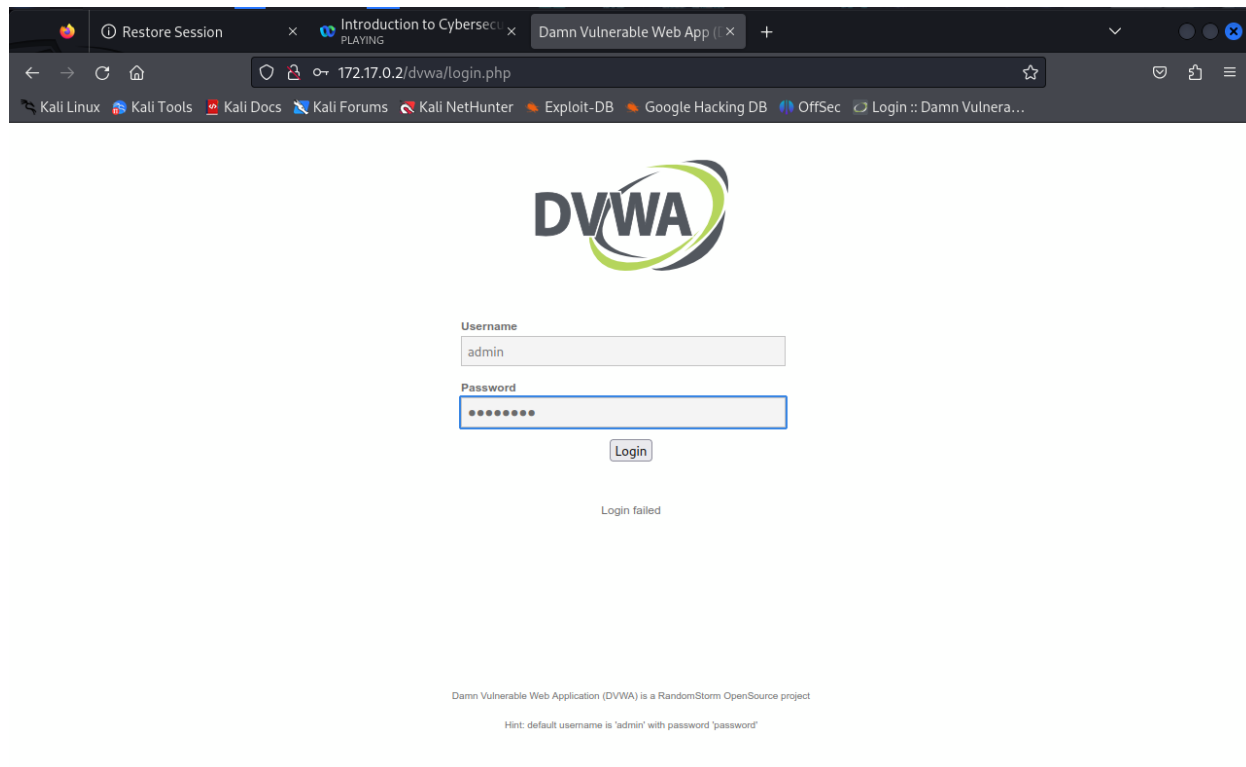 Restore Session
Introduction to Cybersecu
PLAYING
Damn Vulnerable Web App (D
172.17.0.2/dvwa/login.php
Kali Linux Kali Tools Kali Docs Kali Forums Kali NetHunter Exploit-DB Google Hacking DB OffSec Login :: Damn Vulnera...
DVWA
Username
admin
Password
••••••••
Login
Login failed
Damn Vulnerable Web Application (DVWA) is a RandomStorm OpenSource project
Hint: default username is 'admin' with password 'password'